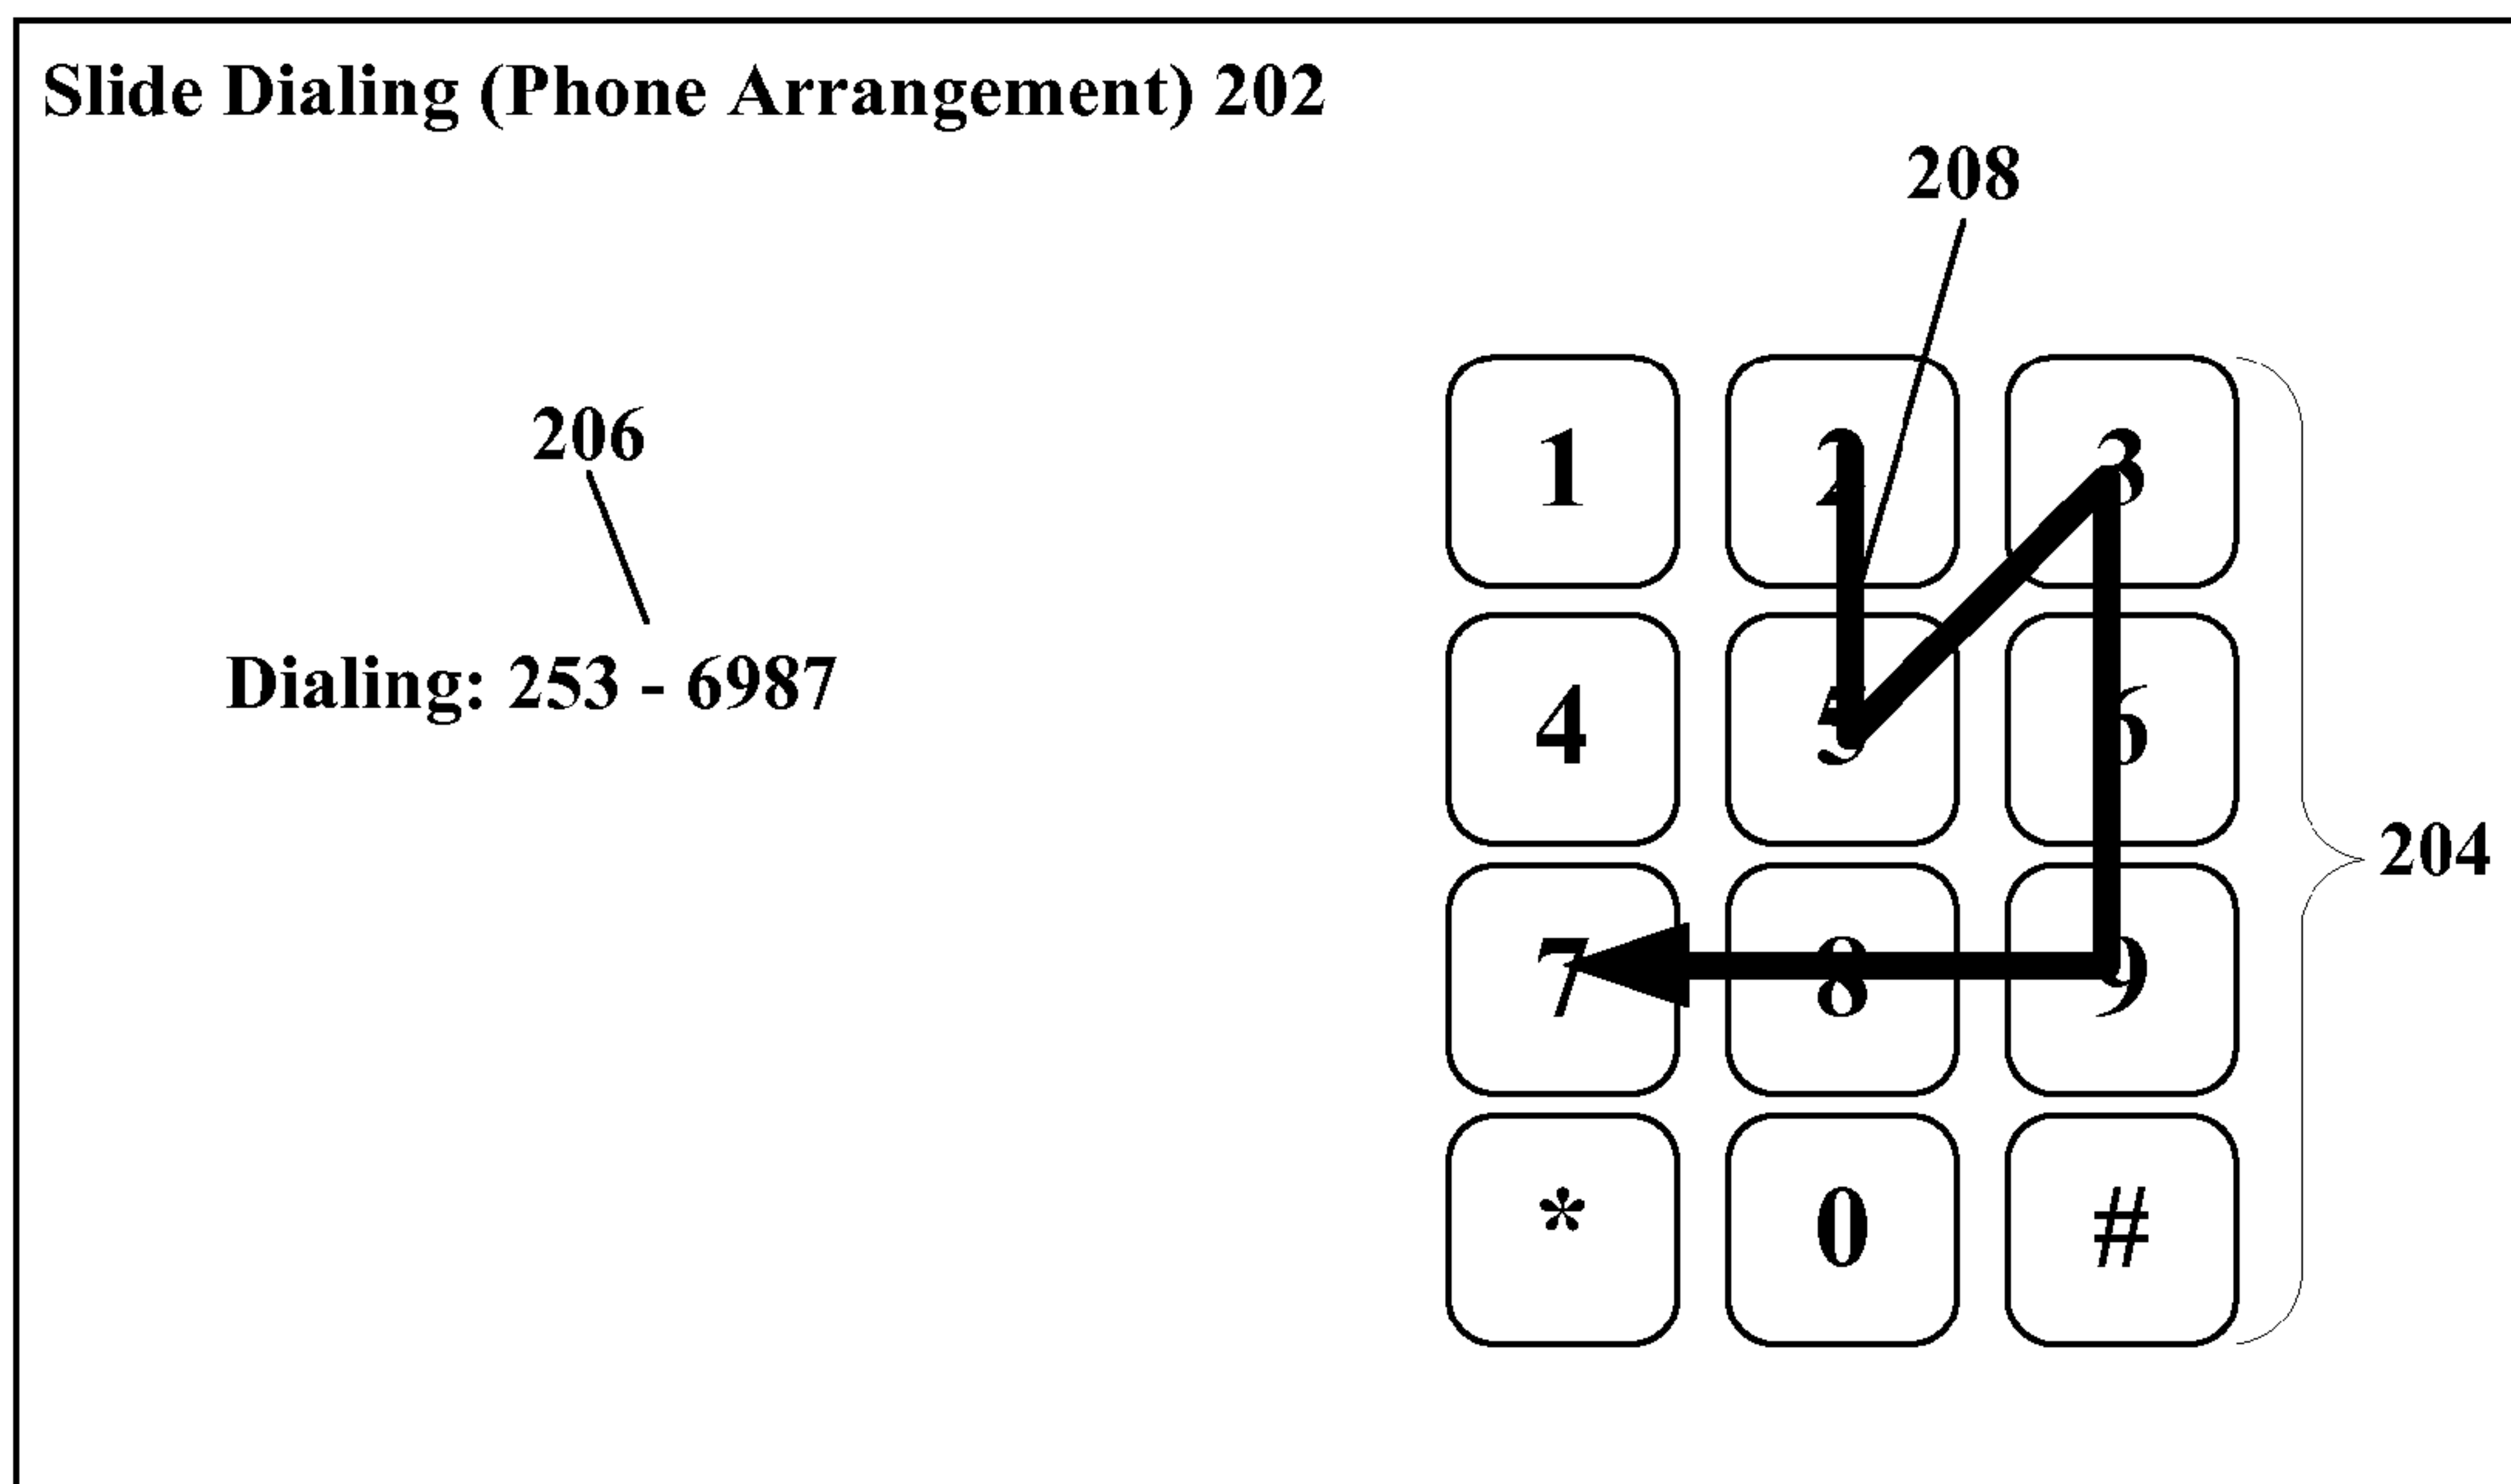 Slide Dialing (Phone Arrangement) 202
208
206
Dialing: 253 - 6987
1 2 3
4 5 6
204
7 8 9
* 0 #